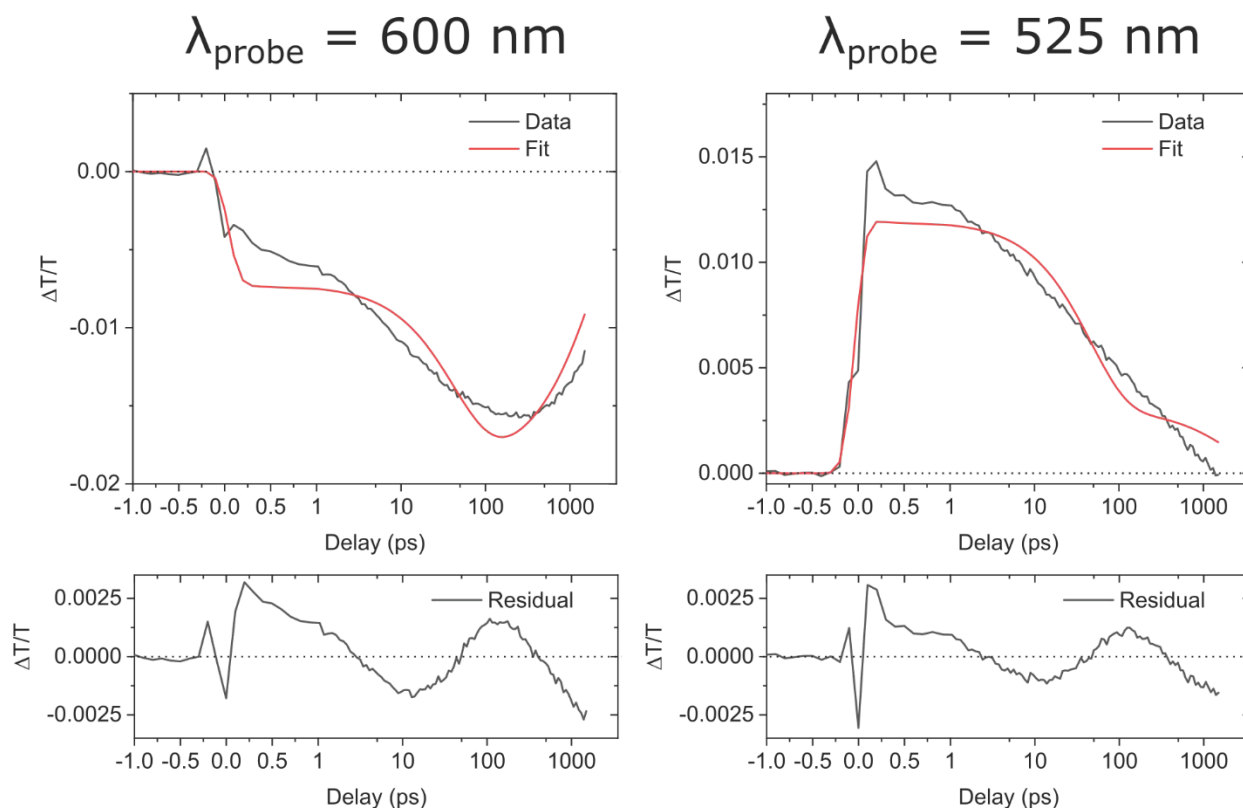 λprobe = 600 nm
Data
Fit
0.00
-0.01
-0.02
ΔT/T
-1.0 -0.5 0.0 0.5 1 10 100 1000
Delay (ps)
Residual
0.0025
0.0000
-0.0025
ΔT/T
-1.0 -0.5 0.0 0.5 1 10 100 1000
Delay (ps)
λprobe = 525 nm
Data
Fit
0.015
0.010
0.005
0.000
ΔT/T
-1.0 -0.5 0.0 0.5 1 10 100 1000
Delay (ps)
Residual
0.0025
0.0000
-0.0025
ΔT/T
-1.0 -0.5 0.0 0.5 1 10 100 1000
Delay (ps)